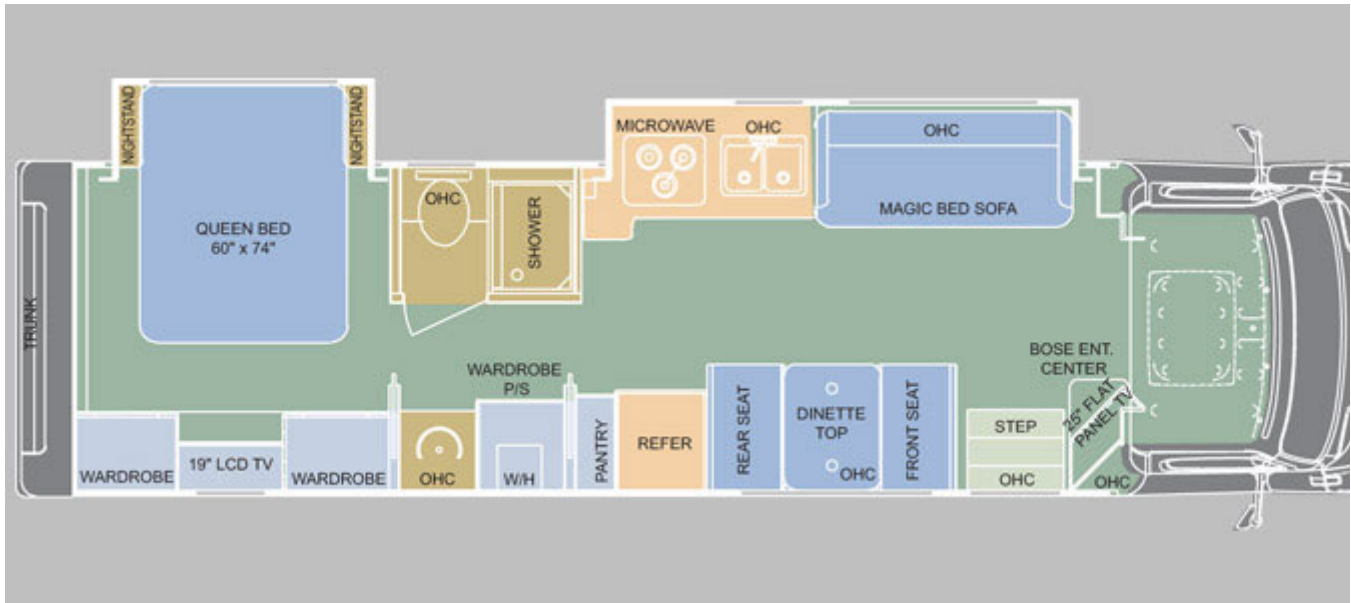 NIGHTSTAND
NIGHTSTAND
MICROWAVE
OHC
OHC
QUEEN BED
60" x 74"
OHC
SHOWER
MAGIC BED SOFA
TRUNK
BOSE ENT.
CENTER
WARDROBE
P/S
25" FLAT
PANEL TV
WARDROBE
19" LCD TV
WARDROBE
OHC
W/H
PANTRY
REFER
REAR SEAT
DINETTE
TOP
OHC
FRONT SEAT
STEP
OHC
OHC